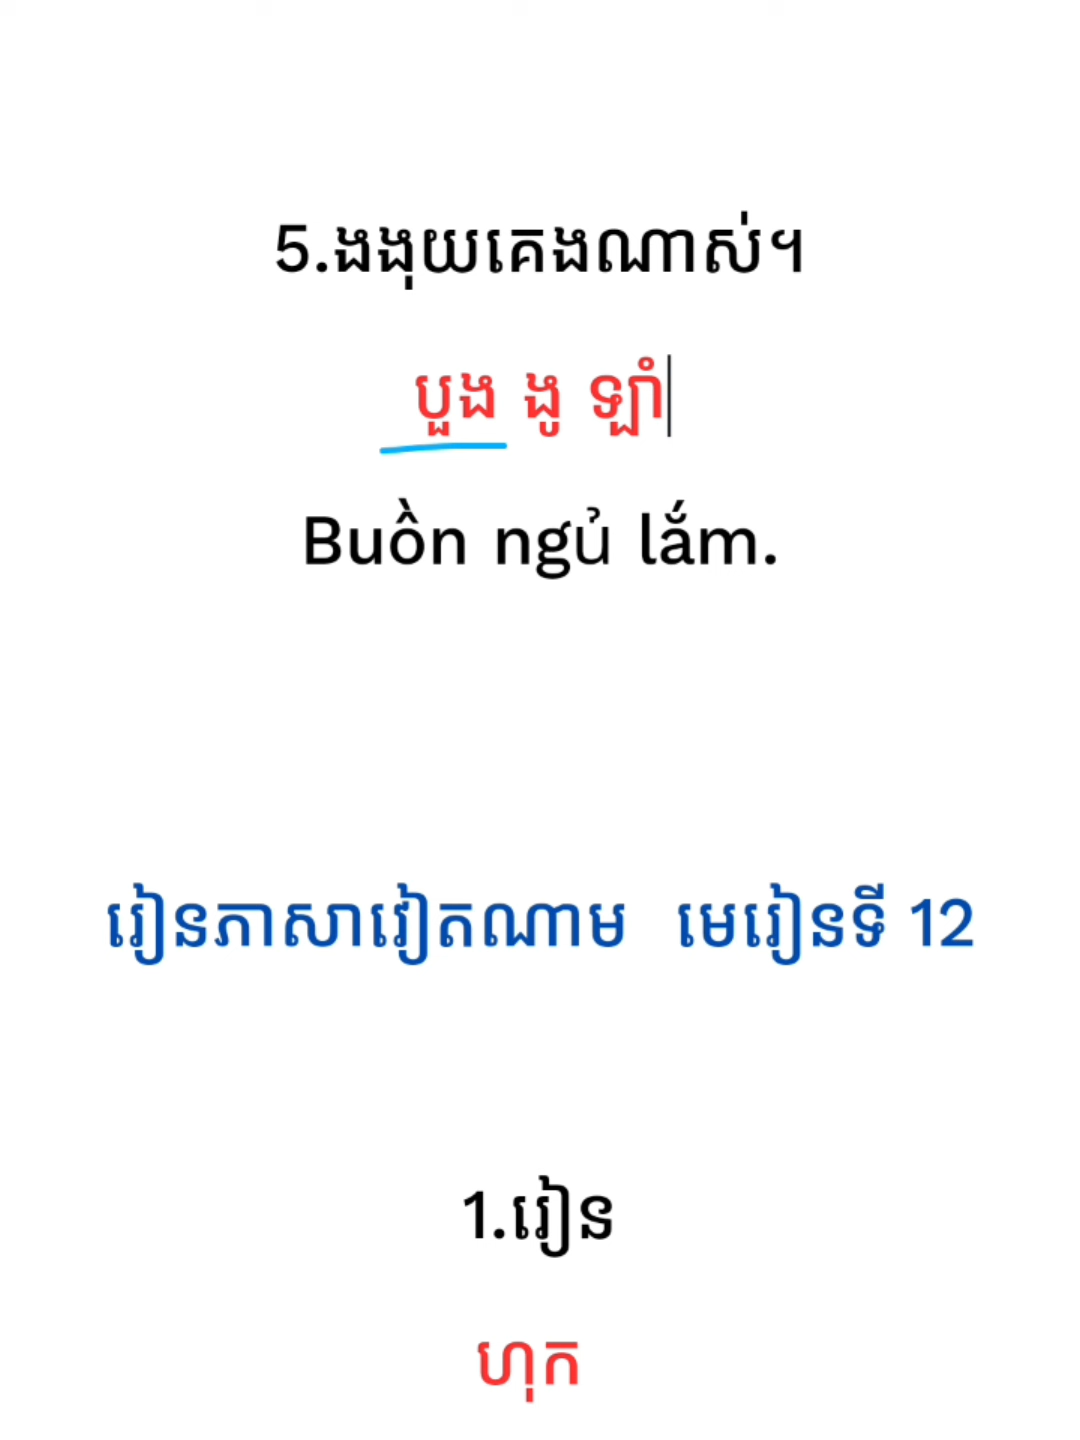 5.ងងុយគេងណាស់។
បួង ងូ ឡាំ
Buồn ngủ lắm.
រៀនភាសាវៀតណាម មេរៀនទី 12
1.រៀន
ហុក